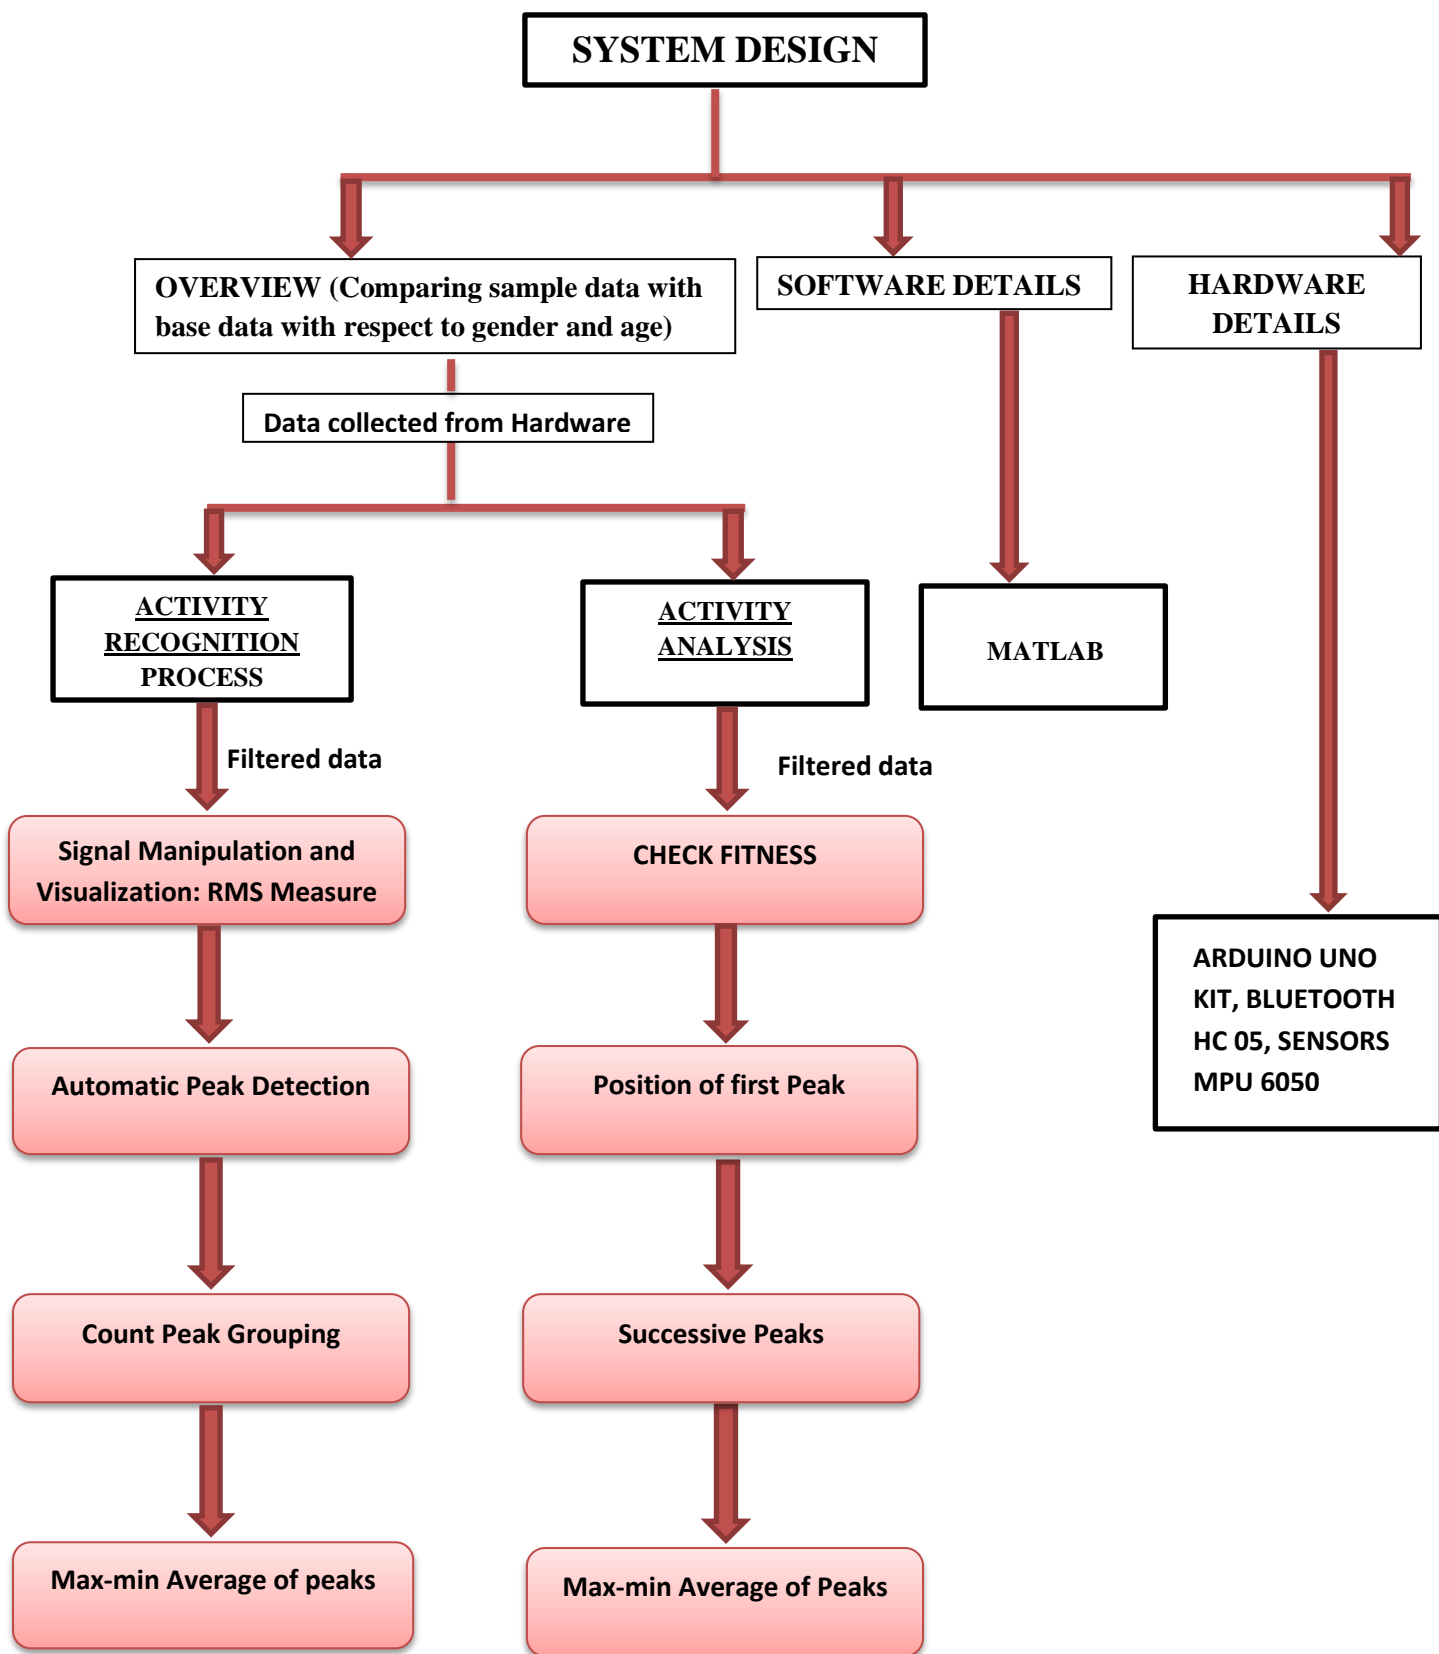 SYSTEM DESIGN
OVERVIEW (Comparing sample data with
base data with respect to gender and age)
SOFTWARE DETAILS
HARDWARE
DETAILS
Data collected from Hardware
ACTIVITY
RECOGNITION
PROCESS
ACTIVITY
ANALYSIS
MATLAB
Filtered data
Filtered data
Signal Manipulation and
Visualization: RMS Measure
CHECK FITNESS
ARDUINO UNO
KIT, BLUETOOTH
HC 05, SENSORS
MPU 6050
Automatic Peak Detection
Position of first Peak
Count Peak Grouping
Successive Peaks
Max-min Average of peaks
Max-min Average of Peaks